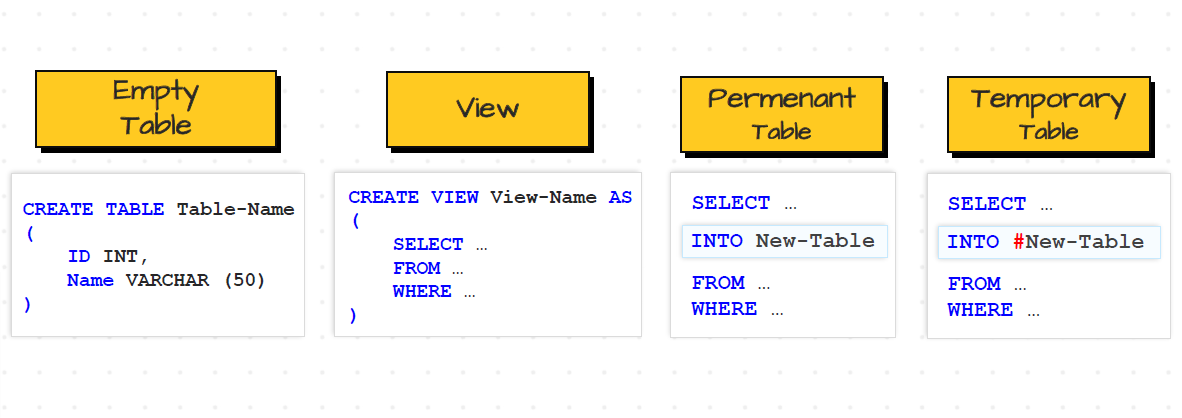 Empty
Table
CREATE TABLE Table-Name
(
ID INT,
Name VARCHAR (50)
)
View
CREATE VIEW View-Name AS
(
SELECT ...
FROM ...
WHERE ...
)
Permenant
Table
SELECT ...
INTO New-Table
FROM ...
WHERE ...
Temporary
Table
SELECT ...
INTO #New-Table
FROM ...
WHERE ...